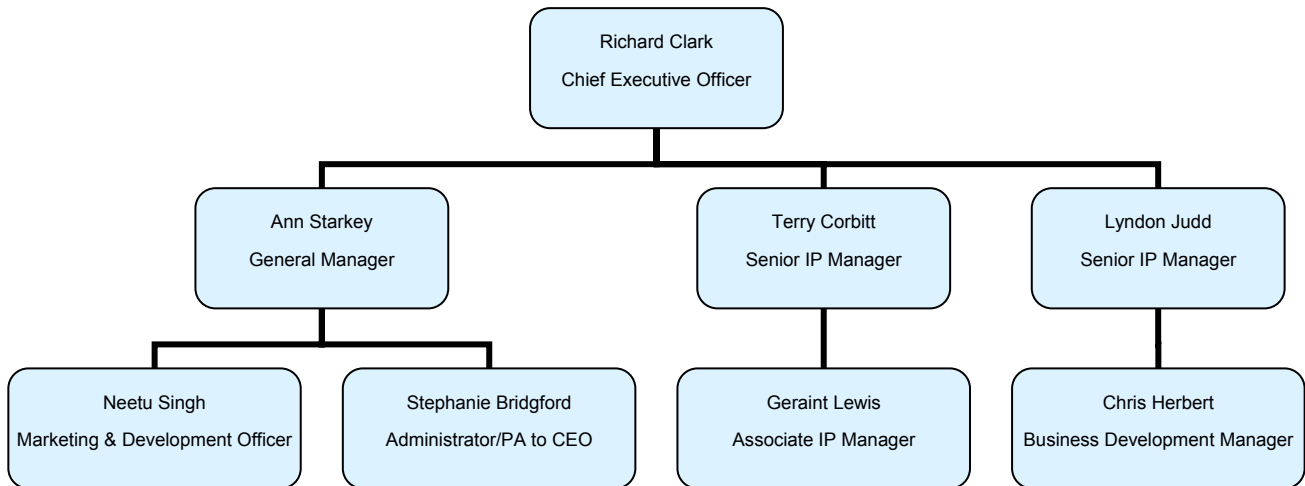 Richard Clark
Chief Executive Officer
Ann Starkey
General Manager
Terry Corbitt
Senior IP Manager
Lyndon Judd
Senior IP Manager
Neetu Singh
Marketing & Development Officer
Stephanie Bridgford
Administrator/PA to CEO
Geraint Lewis
Associate IP Manager
Chris Herbert
Business Development Manager